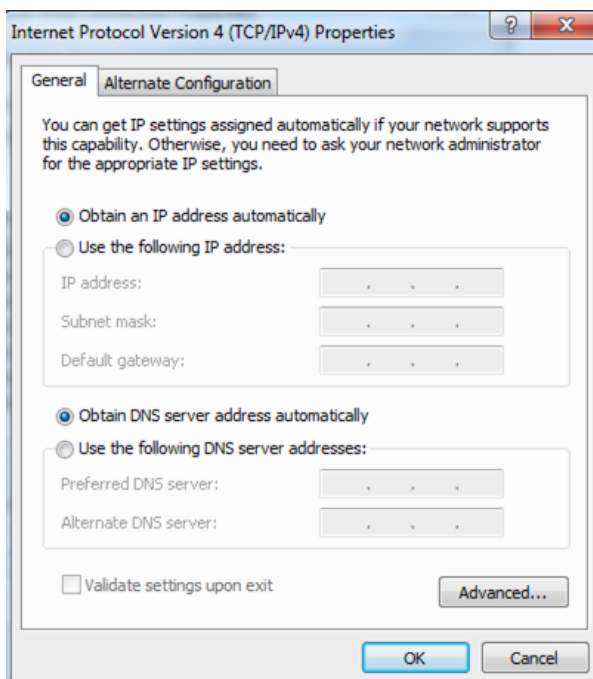 Internet Protocol Version 4 (TCP/IPv4) Properties
General
Alternate Configuration
You can get IP settings assigned automatically if your network supports
this capability. Otherwise, you need to ask your network administrator
for the appropriate IP settings.
Obtain an IP address automatically
Use the following IP address:
IP address:
Subnet mask:
Default gateway:
Obtain DNS server address automatically
Use the following DNS server addresses:
Preferred DNS server:
Alternate DNS server:
Validate settings upon exit
Advanced...
OK
Cancel